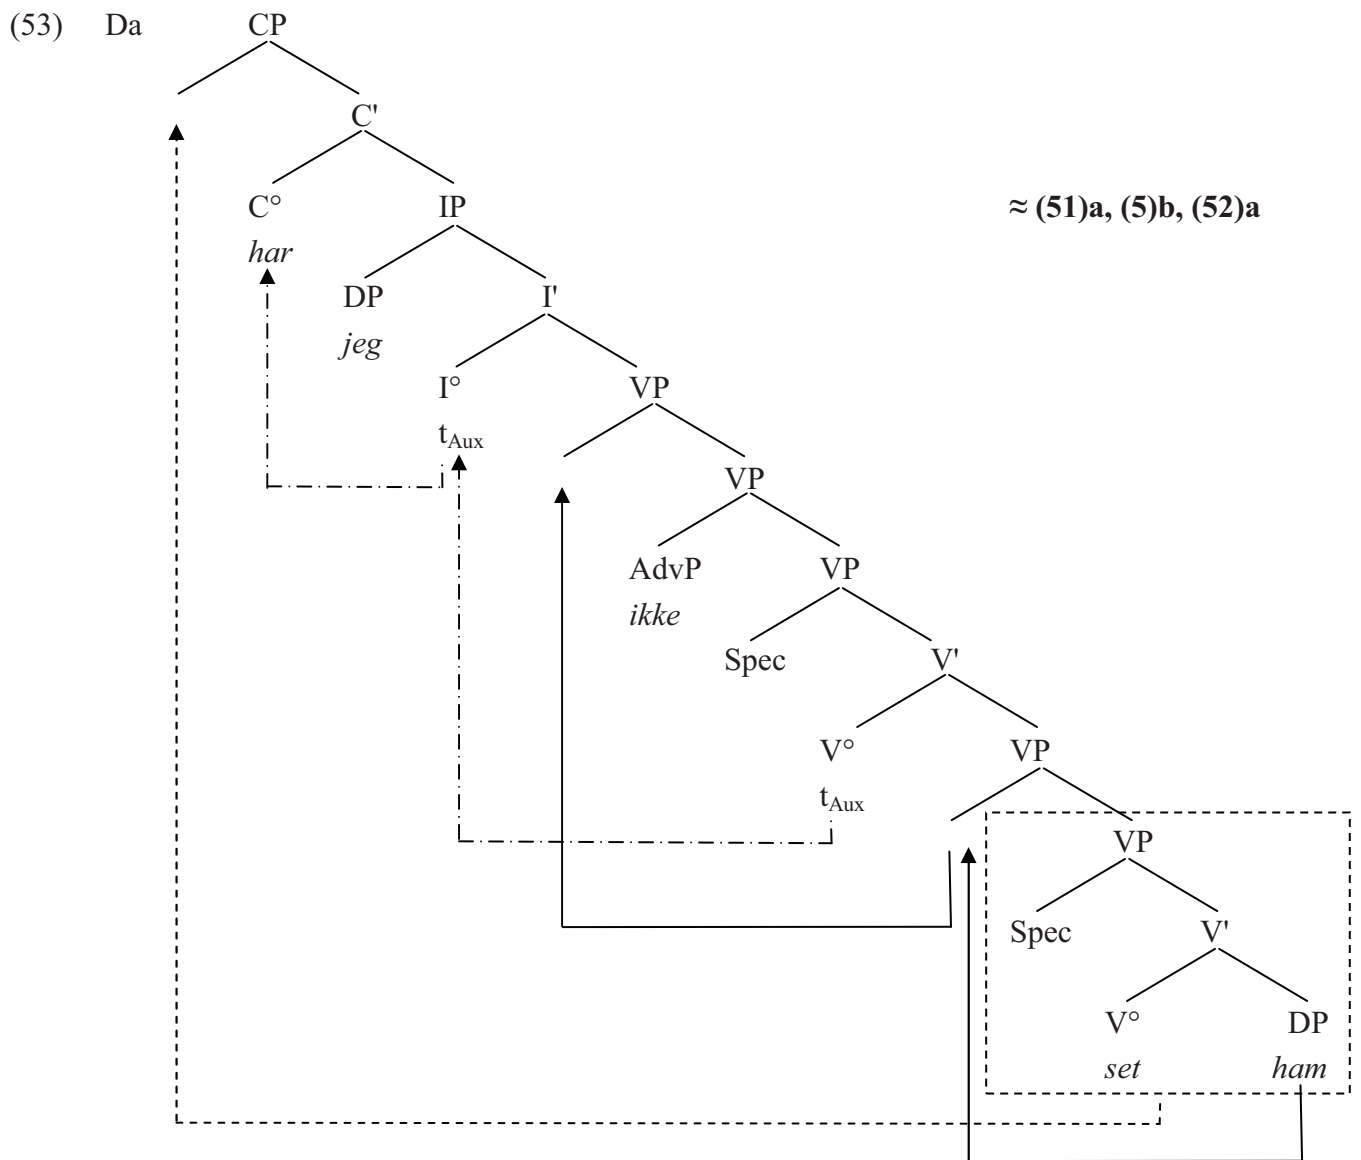 (53) Da CP
C'
C° IP ≈ (51)a, (5)b, (52)a
har
DP I'
jeg
I° VP
tAux
VP
AdvP VP
ikke
Spec V'
V° VP
tAux
VP
Spec V'
V° DP
set ham